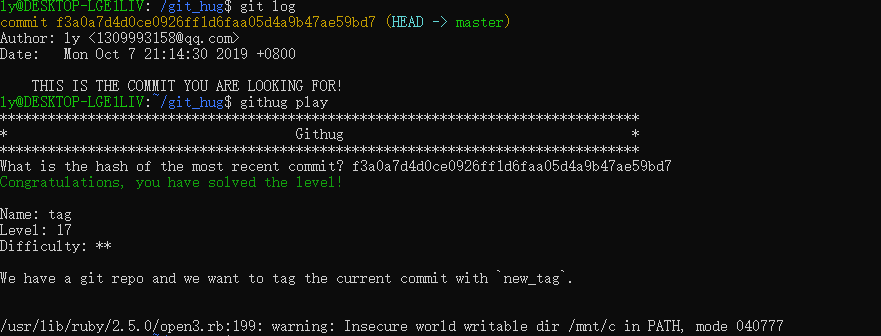 ly@DESKTOP-LGE1LIV:~/git_hug$ git log
commit f3a0a7d4d0ce0926ff1d6faa05d4a9b47ae59bd7 (HEAD -> master)
Author: ly <1309993158@qq.com>
Date:   Mon Oct 7 21:14:30 2019 +0800
    THIS IS THE COMMIT YOU ARE LOOKING FOR!
ly@DESKTOP-LGE1LIV:~/git_hug$ githug play
********************************************************************************
*                                    Githug                                    *
********************************************************************************
What is the hash of the most recent commit? f3a0a7d4d0ce0926ff1d6faa05d4a9b47ae59bd7
Congratulations, you have solved the level!
Name: tag
Level: 17
Difficulty: **
We have a git repo and we want to tag the current commit with `new_tag`.
/usr/lib/ruby/2.5.0/open3.rb:199: warning: Insecure world writable dir /mnt/c in PATH, mode 040777